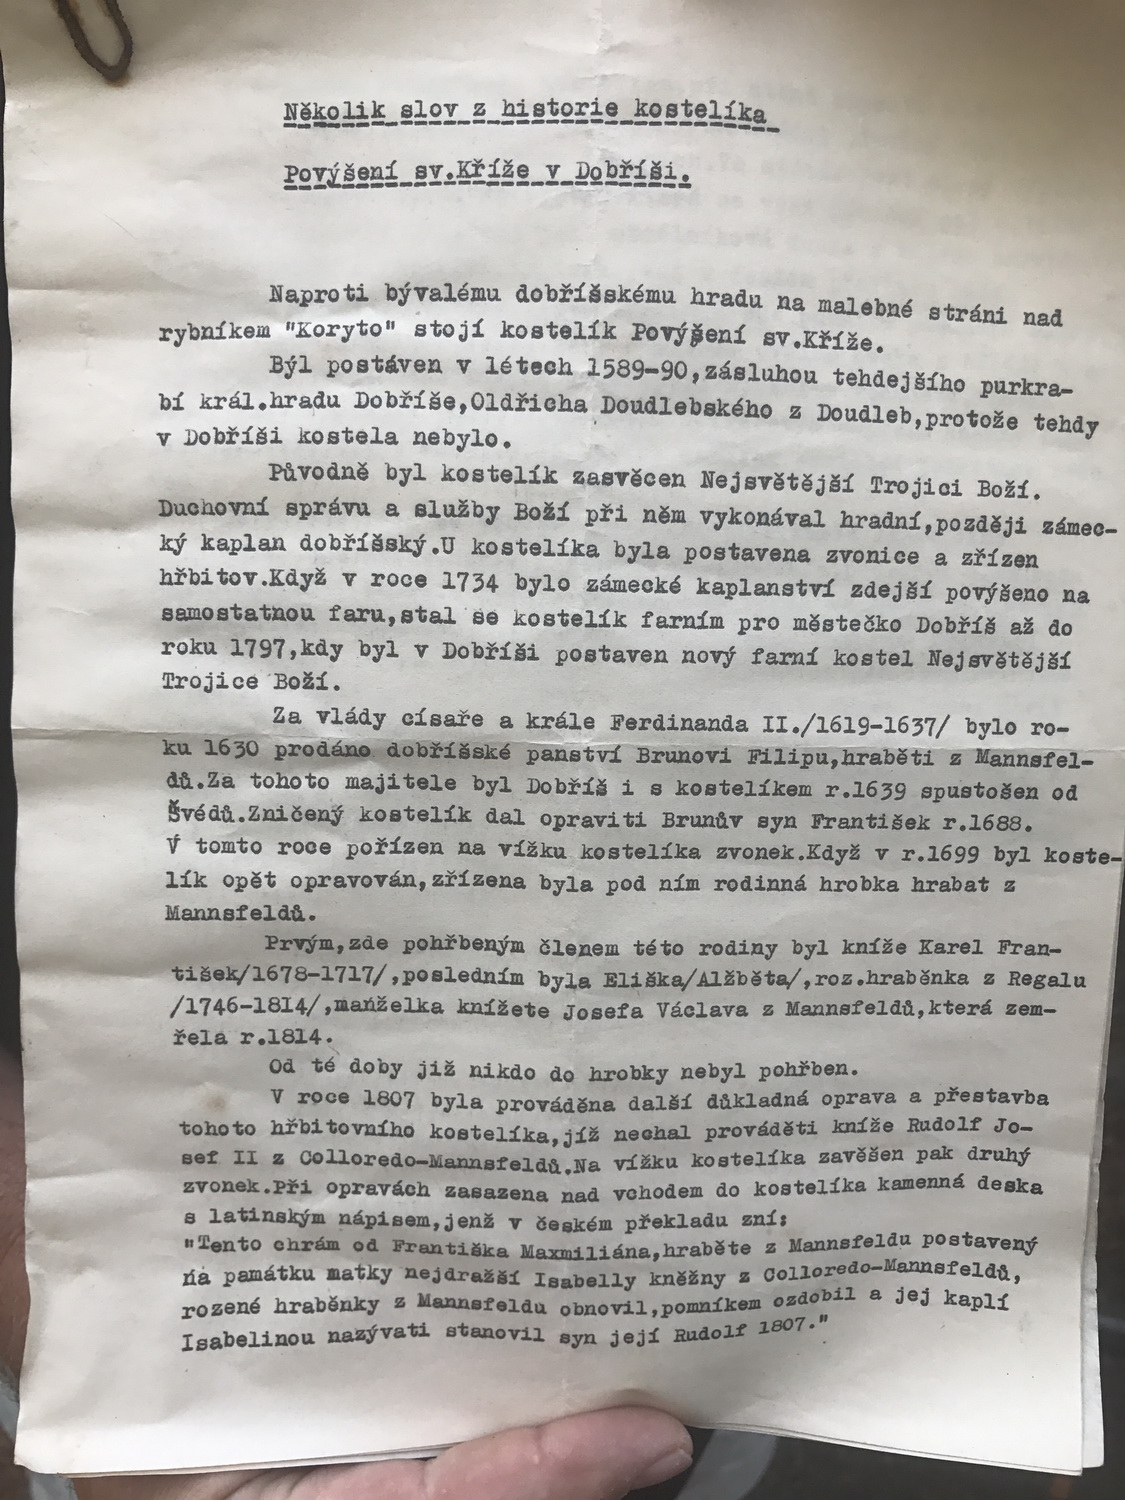 Několik slov z historie kostelíka
Povýšení sv.Kříže v Dobříši.
Naproti bývalému dobříšskému hradu na malebné stráni nad
rybníkem "Koryto" stojí kostelík Povýšení sv.Kříže.
Býl postáven v létech 1589-90,zásluhou tehdejšího purkra-
bí král.hradu Dobříše,Oldřicha Doudlebského z Doudleb,protože tehdy
v Dobříši kostela nebylo.
Původně byl kostelík zasvěcen Nejsvětější Trojici Boží.
Duchovní správu a služby Boží při něm vykonával hradní,později zámec-
ký kaplan dobříšský.U kostelíka byla postavena zvonice a zřízen
hřbitov.Když v roce 1734 bylo zámecké kaplanství zdejší povýšeno na
samostatnou faru,stal se kostelík farním pro městečko Dobříš až do
roku 1797,kdy byl v Dobříši postaven nový farní kostel Nejsvětější
Trojice Boží.
Za vlády císaře a krále Ferdinanda II./1619-1637/ bylo ro-
ku 1630 prodáno dobříšské panství Brunovi Filipu,hraběti z Mannsfel-
dů.Za tohoto majitele byl Dobříš i s kostelíkem r.1639 spustošen od
Švédů.Zničený kostelík dal opraviti Brunův syn František r.1688.
V tomto roce pořízen na vížku kostelíka zvonek.Když v r.1699 byl koste-
lík opět opravován,zřízena byla pod ním rodinná hrobka hrabat z
Mannsfeldů.
Prvým,zde pohřbeným členem této rodiny byl kníže Karel Fran-
tišek/1678-1717/,posledním byla Eliška/Alžběta/,roz.hraběnka z Regalu
/1746-1814/,manželka knížete Josefa Václava z Mannsfeldů,která zem-
řela r.1814.
Od té doby již nikdo do hrobky nebyl pohřben.
V roce 1807 byla prováděna další důkladná oprava a přestavba
tohoto hřbitovního kostelíka,jíž nechal prováděti kníže Rudolf Jo-
sef II z Colloredo-Mannsfeldů.Na vížku kostelíka zavěšen pak druhý
zvonek.Při opravách zasazena nad vchodem do kostelíka kamenná deska
s latinským nápisem,jenž v českém překladu zní:
"Tento chrám od Františka Maxmiliána,hraběte z Mannsfeldu postavený
na památku matky nejdražší Isabelly kněžny z Colloredo-Mannsfeldů,
rozené hraběnky z Mannsfeldu obnovil,pomníkem ozdobil a jej kaplí
Isabelinou nazývati stanovil syn její Rudolf 1807."